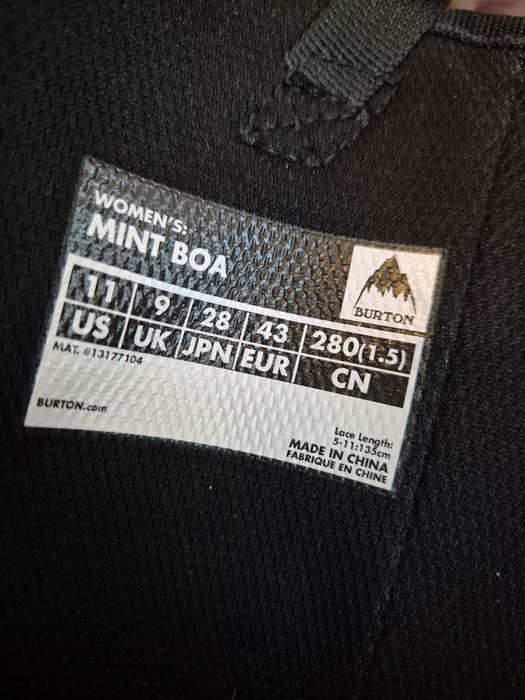 WOMEN'S:
MINT BOA
BURTON
11 9 28 43 280(1.5)
US UK JPN EUR CN
MAT. #13177104
BURTON.com
Lace Length:
5-11:135cm
MADE IN CHINA
FABRIQUE EN CHINE